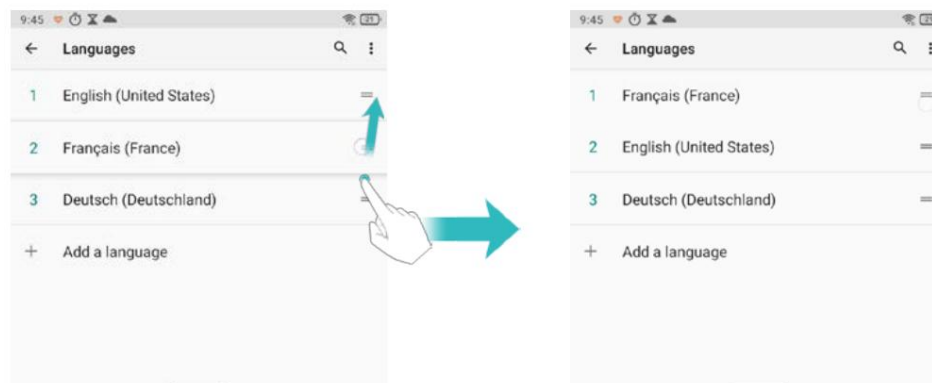 9:45 21
Languages
1 English (United States)
2 Français (France)
3 Deutsch (Deutschland)
+ Add a language
9:45
Languages
1 Français (France)
2 English (United States)
3 Deutsch (Deutschland)
+ Add a language